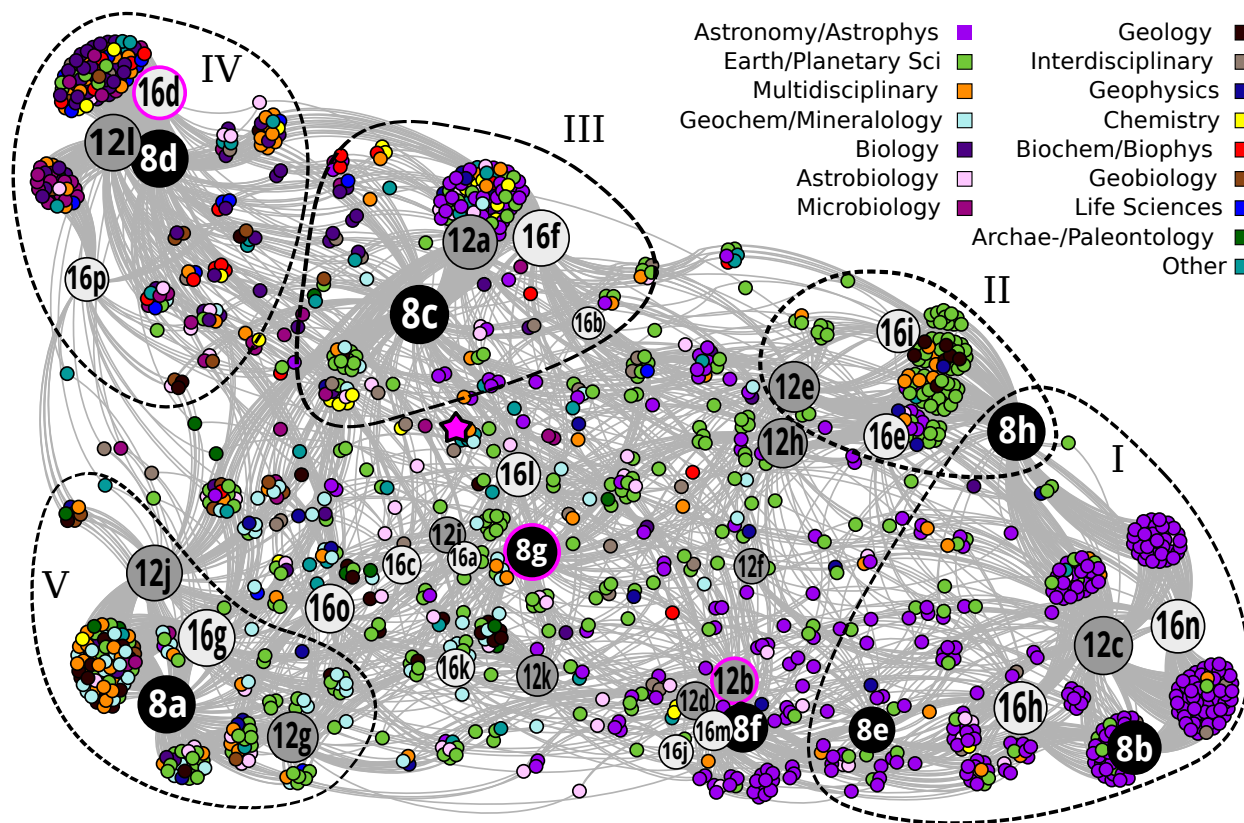 Astronomy/Astrophys
Earth/Planetary Sci
Multidisciplinary
Geochem/Mineralology
Biology
Astrobiology
Microbiology
Geology
Interdisciplinary
Geophysics
Chemistry
Biochem/Biophys
Geobiology
Life Sciences
Archae-/Paleontology
Other
IV
16d
12l
8d
III
12a
16f
16p
8c
16b
II
16i
12e
12h
16e
8h
I
16l
12i
16a
8g
16c
12f
V
12j
16o
16g
8a
12g
16k
12k
12b
12d
16m
8f
16j
8e
16h
12c
16n
8b